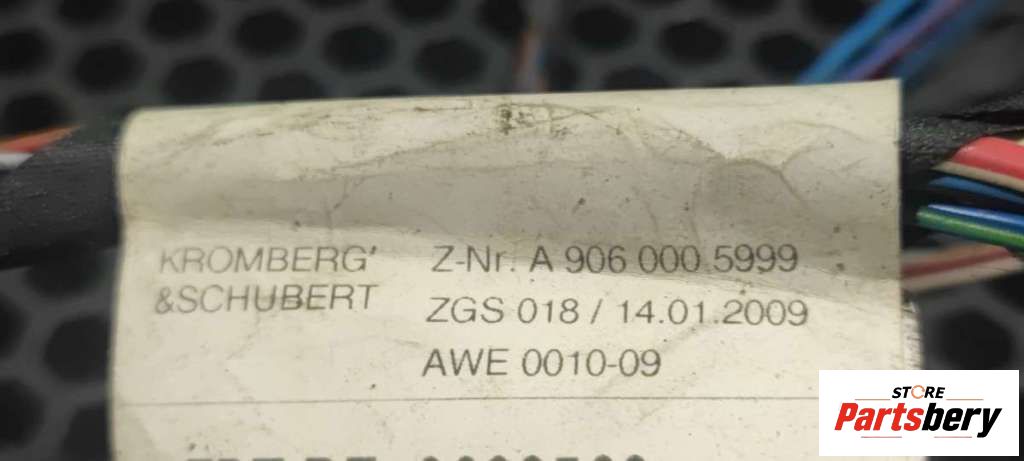 KROMBERG'
&SCHUBERT
Z-Nr. A 906 000 5999
ZGS 018 / 14.01.2009
AWE 0010-09
STORE
Partsbery